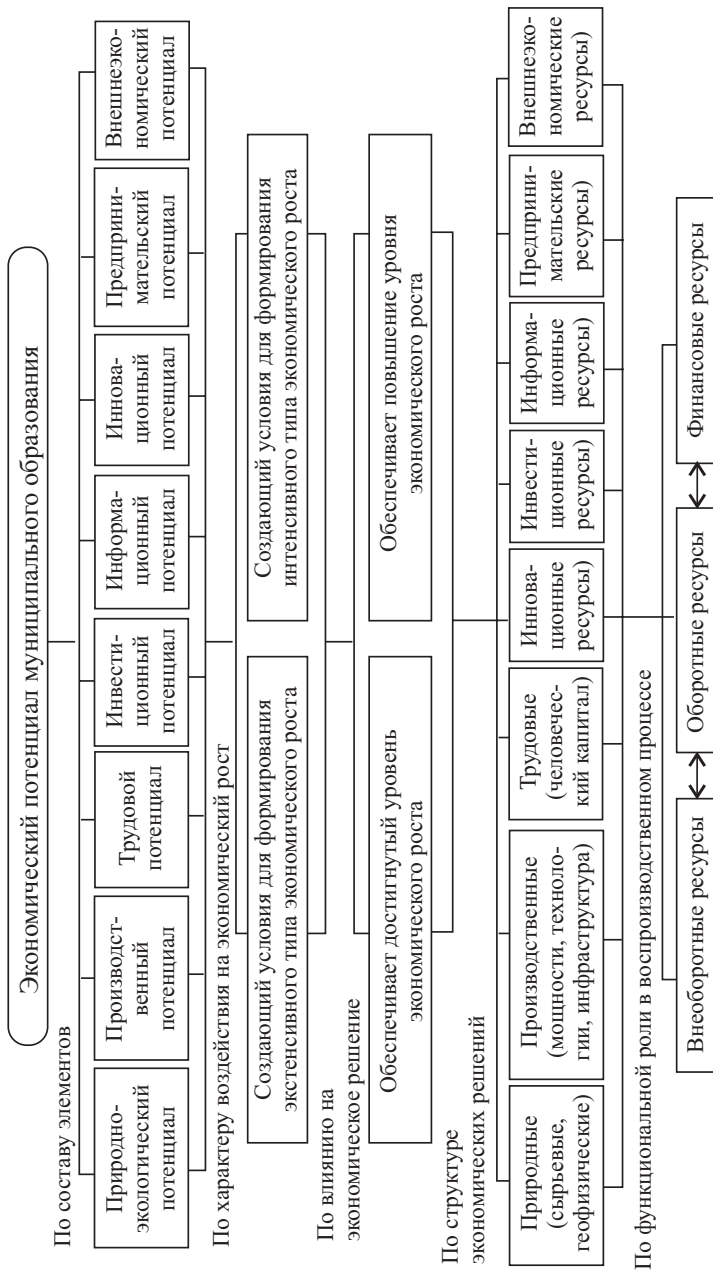 Экономический потенциал муниципального образования
По составу элементов
Природно-
экологический
потенциал
Производст-
венный
потенциал
Трудовой
потенциал
Инвести-
ционный
потенциал
Информа-
ционный
потенциал
Иннова-
ционный
потенциал
Предприни-
мательский
потенциал
Внешнеэко-
номический
потенциал
По характеру воздействия на экономический рост
Создающий условия для формирования
экстенсивного типа экономического роста
Создающий условия для формирования
интенсивного типа экономического роста
По влиянию на
экономическое решение
Обеспечивает достигнутый уровень
экономического роста
Обеспечивает повышение уровня
экономического роста
По структуре
экономических решений
Природные
(сырьевые,
геофизические)
Производственные
(мощности, техноло-
гии, инфраструктура)
Трудовые
(человечес-
кий капитал)
Иннова-
ционные
ресурсы)
Инвести-
ционные
ресурсы)
Информа-
ционные
ресурсы)
Предприни-
мательские
ресурсы)
Внешнеэко-
номические
ресурсы)
По функциональной роли в воспроизводственном процессе
Внеоборотные ресурсы
Оборотные ресурсы
Финансовые ресурсы